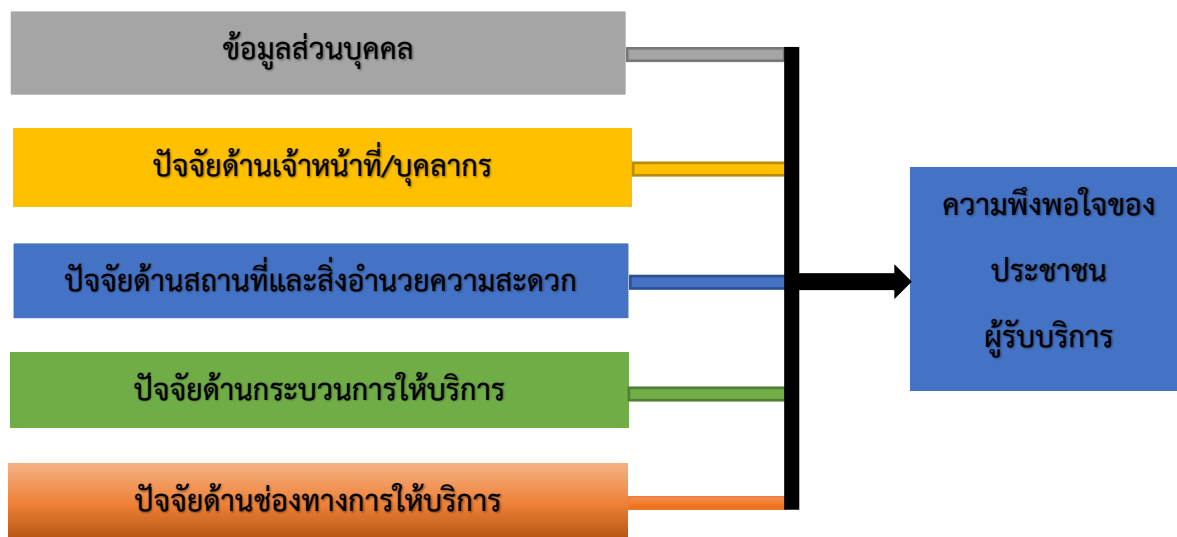 ข้อมูลส่วนบุคคล
ปัจจัยด้านเจ้าหน้าที่/บุคลากร
ปัจจัยด้านสถานที่และสิ่งอำนวยความสะดวก
ปัจจัยด้านกระบวนการให้บริการ
ปัจจัยด้านช่องทางการให้บริการ
ความพึงพอใจของ
ประชาชน
ผู้รับบริการ